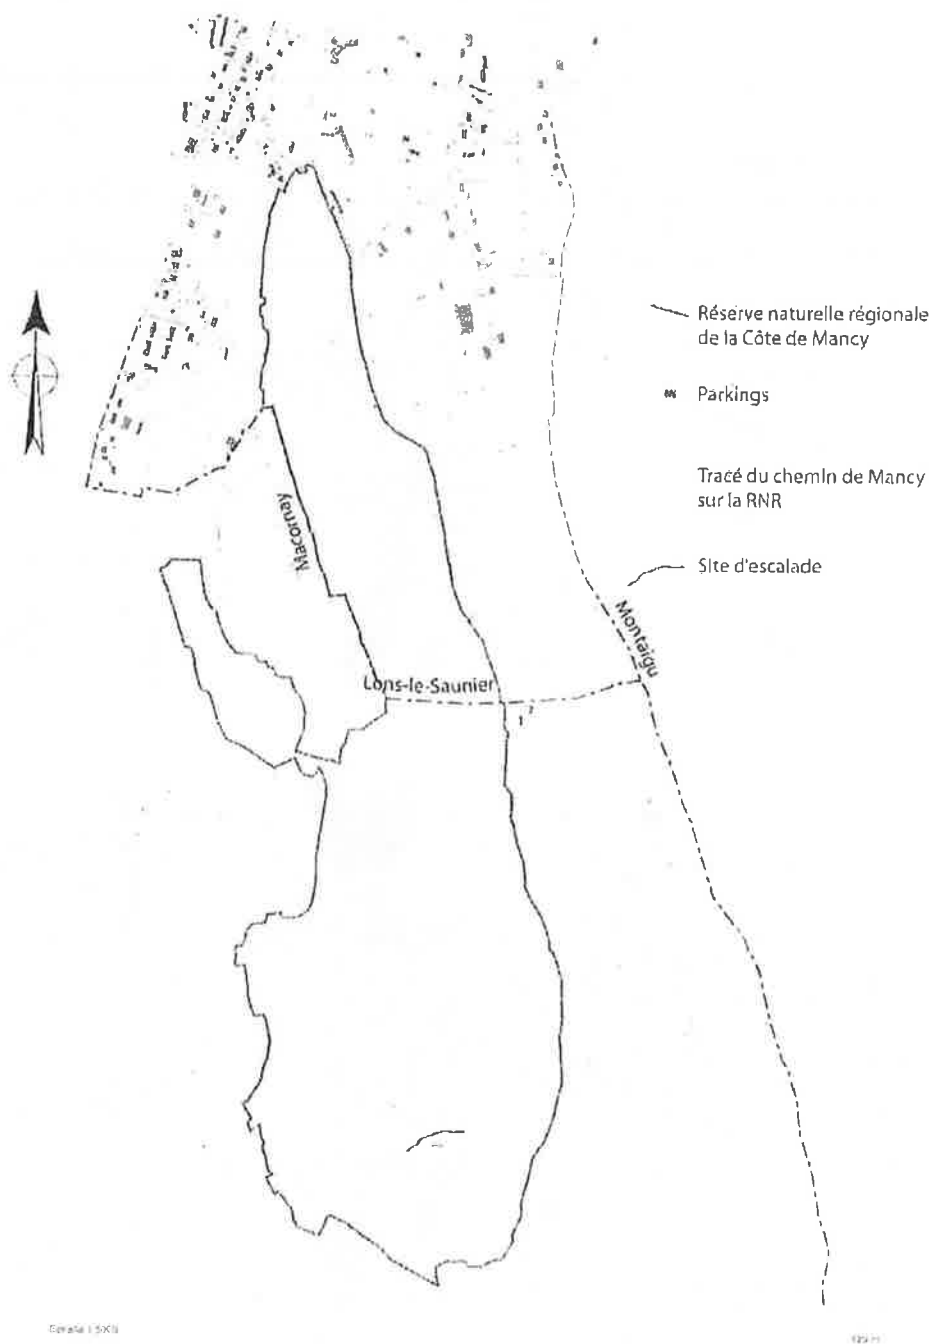 Réserve naturelle régionale
de la Côte de Mancy
Parkings
Tracé du chemin de Mancy
sur la RNR
Site d'escalade
Macornay
Montaigu
Lons-le-Saunier